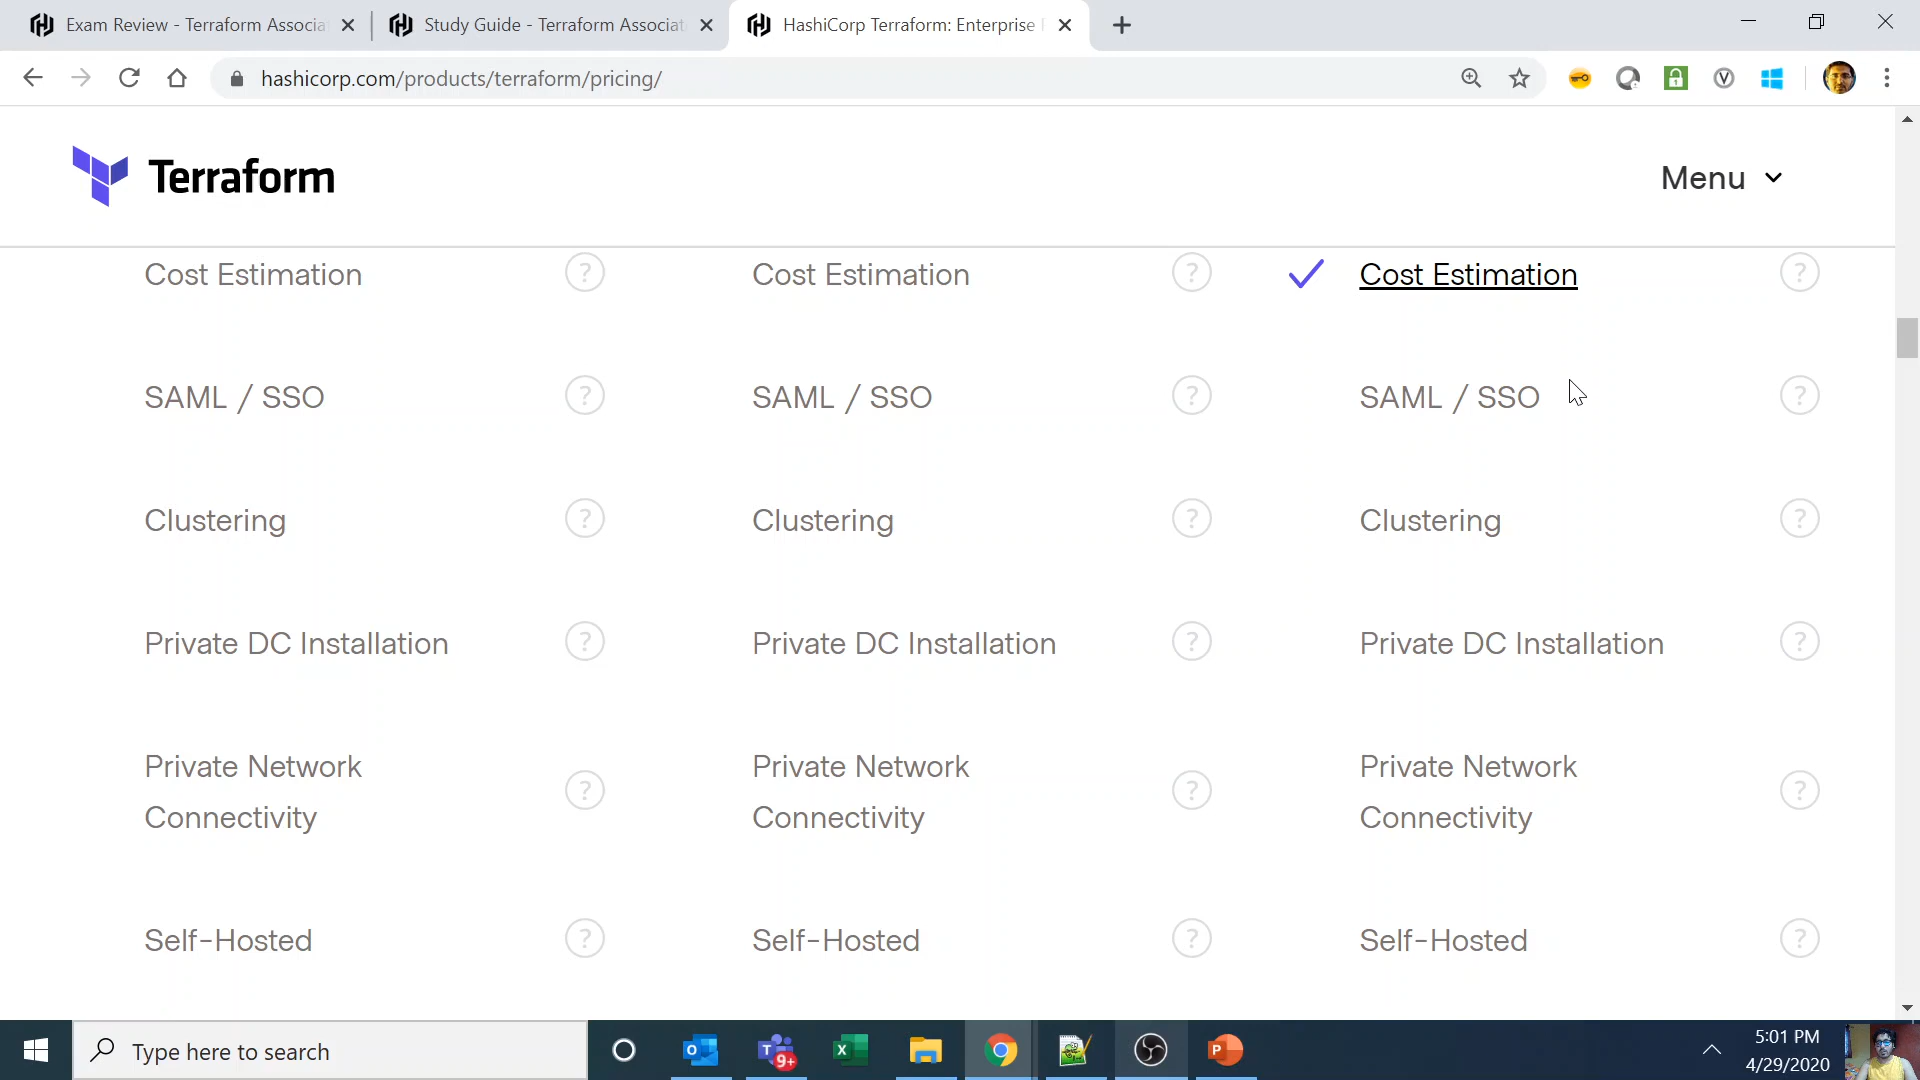 Exam Review - Terraform Associa
Study Guide - Terraform Associat
HashiCorp Terraform: Enterprise
hashicorp.com/products/terraform/pricing/
Terraform
Menu
Cost Estimation ? Cost Estimation ? Cost Estimation ?
SAML / SSO ? SAML / SSO ? SAML / SSO ?
Clustering ? Clustering ? Clustering ?
Private DC Installation ? Private DC Installation ? Private DC Installation ?
Private Network Connectivity ? Private Network Connectivity ? Private Network Connectivity ?
Self-Hosted ? Self-Hosted ? Self-Hosted ?
Type here to search
9+
5:01 PM
4/29/2020